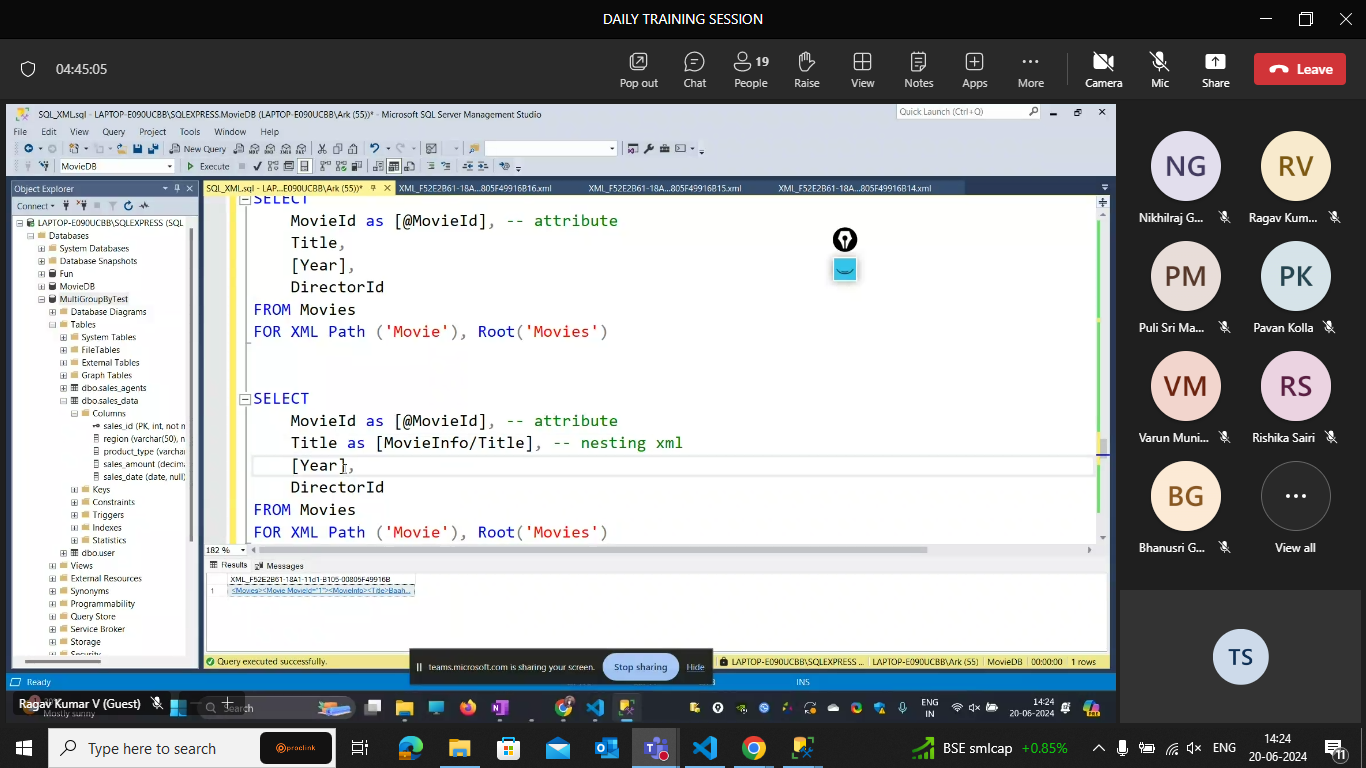 DAILY TRAINING SESSION
04:45:05
Pop out
Chat
19
People
Raise
View
Notes
Apps
More
Camera
Mic
Share
Leave
SQL_XML.sql - LAPTOP-E090UCBB\SQLEXPRESS.MovieDB (LAPTOP-E090UCBB\Ark (55))* - Microsoft SQL Server Management Studio
Quick Launch (Ctrl+Q)
File Edit View Query Project Tools Window Help
New Query
MovieDB
Execute
Object Explorer
SQL_XML.sql - LAP...E090UCBB\Ark (55))*
XML_F52E2B61-18A...805F49916B16.xml
XML_F52E2B61-18A...805F49916B15.xml
XML_F52E2B61-18A...805F49916B14.xml
Connect
LAPTOP-E090UCBB\SQLEXPRESS (SQL
Databases
System Databases
Database Snapshots
Fun
MovieDB
MultiGroupByTest
Database Diagrams
Tables
System Tables
FileTables
External Tables
Graph Tables
dbo.sales_agents
dbo.sales_data
Columns
sales_id (PK, int, not n
region (varchar(50), n
product_type (varchar
sales_amount (decima
sales_date (date, null)
Keys
Constraints
Triggers
Indexes
Statistics
dbo.user
Views
External Resources
Synonyms
Programmability
Query Store
Service Broker
Storage
Security
SELECT
MovieId as [@MovieId], -- attribute
Title,
[Year],
DirectorId
FROM Movies
FOR XML Path ('Movie'), Root('Movies')
SELECT
MovieId as [@MovieId], -- attribute
Title as [MovieInfo/Title], -- nesting xml
[Year],
DirectorId
FROM Movies
FOR XML Path ('Movie'), Root('Movies')
182 %
Results
Messages
XML_F52E2B61-18A1-11d1-B105-00805F49916B
1 <Movies><Movie MovieId="1"><MovieInfo><Title>Baah...
Query executed successfully.
teams.microsoft.com is sharing your screen.
Stop sharing
Hide
LAPTOP-E090UCBB\SQLEXPRESS ...
LAPTOP-E090UCBB\Ark (55)
MovieDB
00:00:00
1 rows
Ready
INS
Ragav Kumar V (Guest)
Mostly sunny
Search
ENG
IN
14:24
20-06-2024
NG
Nikhilraj G...
RV
Ragav Kum...
PM
Puli Sri Ma...
PK
Pavan Kolla
VM
Varun Muni...
RS
Rishika Sairi
BG
Bhanusri G...
View all
TS
Type here to search
proclink
BSE smlcap +0.85%
ENG
14:24
20-06-2024
11